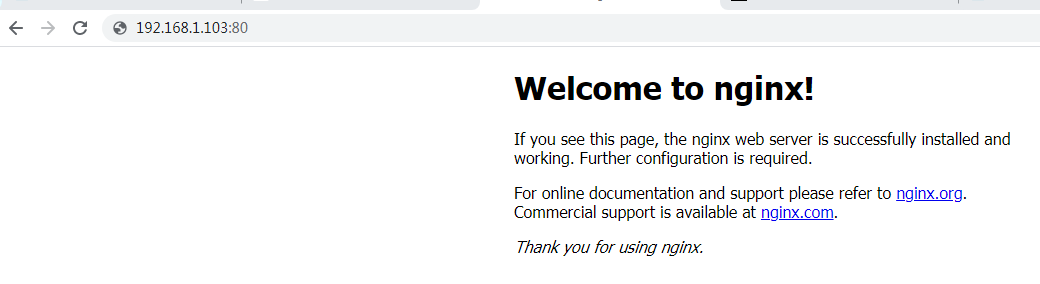 192.168.1.103:80
Welcome to nginx!
If you see this page, the nginx web server is successfully installed and
working. Further configuration is required.
For online documentation and support please refer to nginx.org.
Commercial support is available at nginx.com.
Thank you for using nginx.